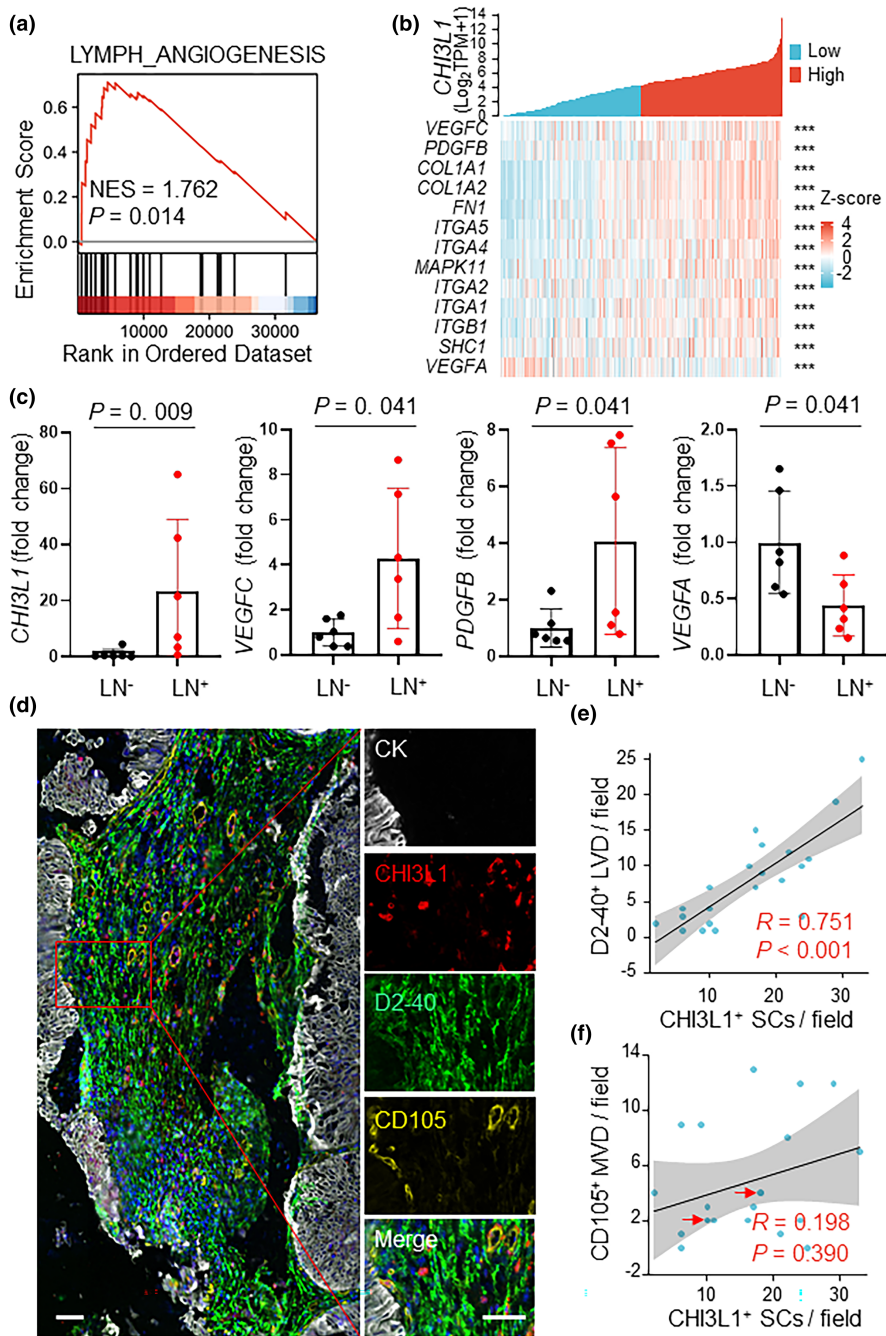 (a)
LYMPH_ANGIOGENESIS
Enrichment Score
0.6
0.4
0.2
0.0
NES = 1.762
P = 0.014
10000 20000 30000
Rank in Ordered Dataset
(b)
CHI3L1
(Log2 TPM+1)
14
12
10
8
6
4
2
0
Low
High
VEGFC ***
PDGFB ***
COL1A1 ***
COL1A2 ***
FN1 ***
ITGA5 ***
ITGA4 ***
MAPK11 ***
ITGA2 ***
ITGA1 ***
ITGB1 ***
SHC1 ***
VEGFA ***
Z-score
4
2
0
-2
(c)
P = 0. 009
CHI3L1 (fold change)
80
60
40
20
0
LN- LN+
P = 0. 041
VEGFC (fold change)
10
8
6
4
2
0
LN- LN+
P = 0.041
PDGFB (fold change)
8
6
4
2
0
LN- LN+
P = 0.041
VEGFA (fold change)
2.0
1.5
1.0
0.5
0.0
LN- LN+
(d)
CK
CHI3L1
D2-40
CD105
Merge
(e)
D2-40+ LVD / field
25
20
15
10
5
0
5
R = 0.751
P < 0.001
10 20 30
CHI3L1+ SCs / field
(f)
CD105+ MVD / field
14
10
6
2
-2
R = 0.198
P = 0.390
10 20 30
CHI3L1+ SCs / field